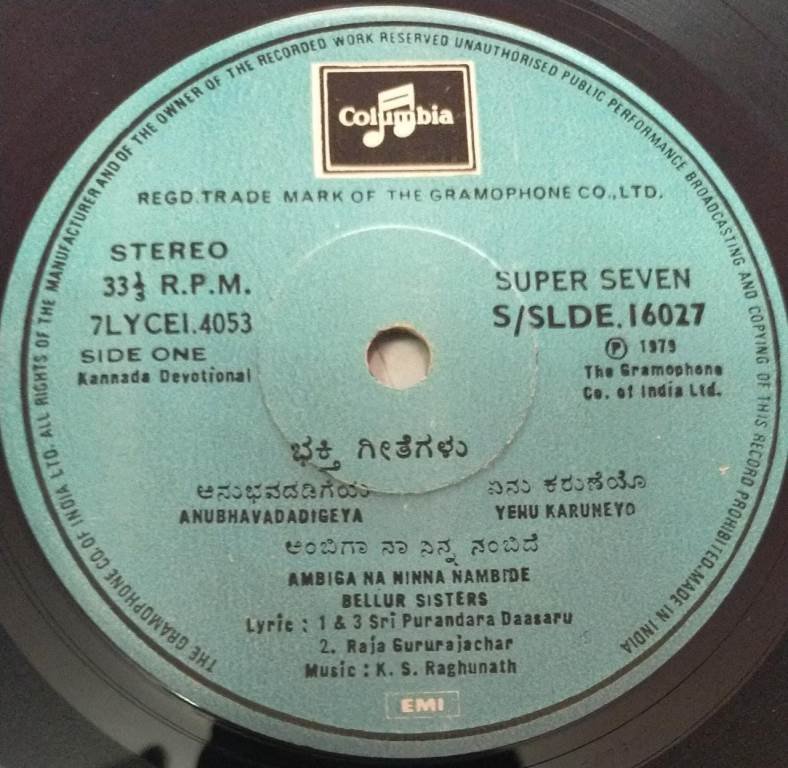 THE GRAMOPHONE CO. OF INDIA LTD. ALL RIGHTS OF THE MANUFACTURER AND OF THE OWNER OF THE RECORDED WORK RESERVED UNAUTHORISED PUBLIC PERFORMANCE BROADCASTING AND COPYING OF THIS RECORD PROHIBITED. MADE IN INDIA
Columbia
REGD. TRADE MARK OF THE GRAMOPHONE CO., LTD.
STEREO
33⅓ R.P.M.
7LYCEI.4053
SIDE ONE
Kannada Devotional
SUPER SEVEN
S/SLDE.16027
Ⓟ 1979
The Gramophone
Co. of India Ltd.
ಭಕ್ತಿ ಗೀತೆಗಳು
ಅನುಭವದಡಿಗೆಯ ಏನು ಕರುಣೆಯೊ
ANUBHAVADADIGEYA YENU KARUNEYO
ಅಂಬಿಗಾ ನಾ ನಿನ್ನ ನಂಬಿದೆ
AMBIGA NA NINNA NAMBIDE
BELLUR SISTERS
Lyric : 1 & 3 Sri Purandara Daasaru
2. Raja Gururajachar
Music : K. S. Raghunath
EMI